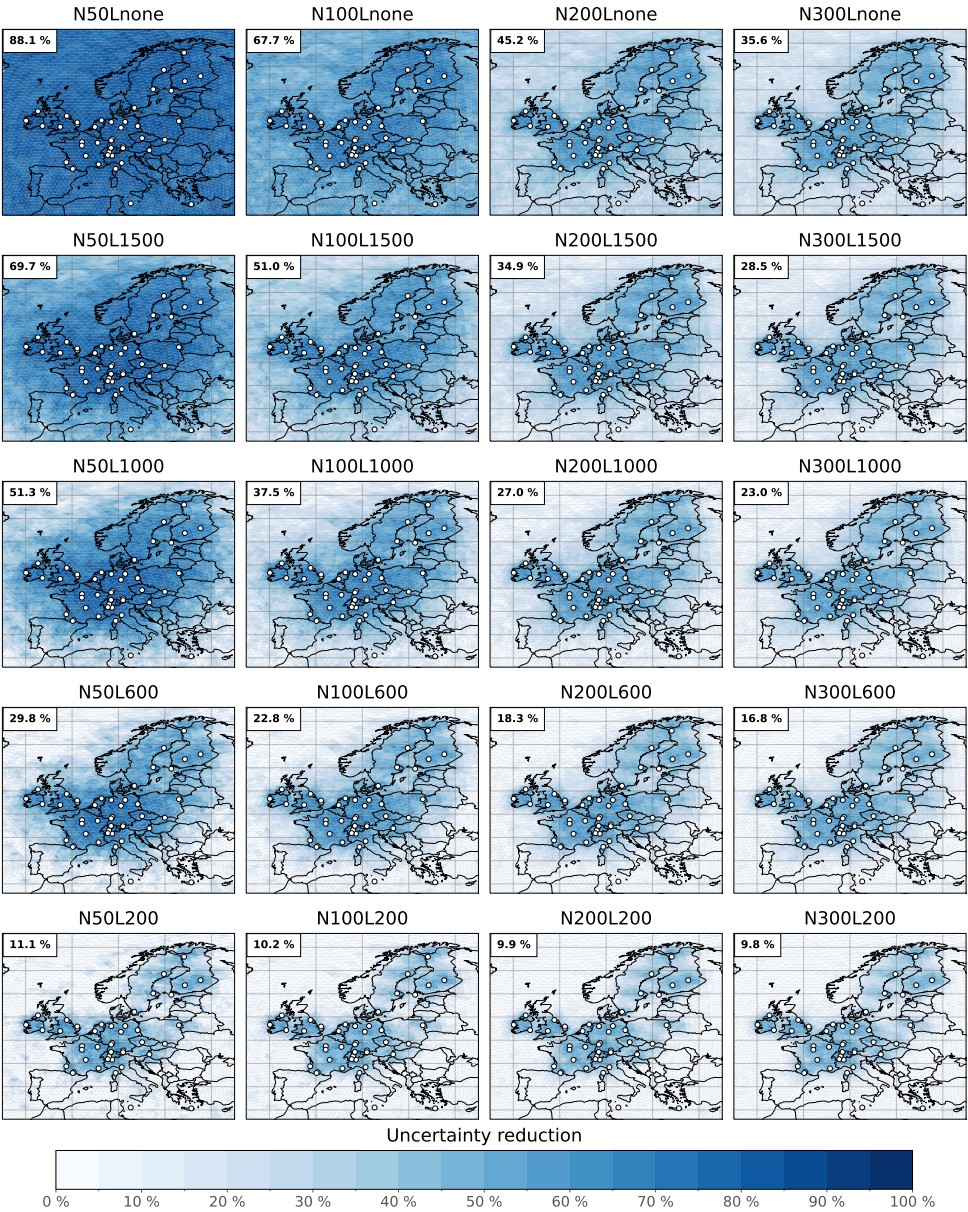 N50Lnone N100Lnone N200Lnone N300Lnone
88.1 % 67.7 % 45.2 % 35.6 %
N50L1500 N100L1500 N200L1500 N300L1500
69.7 % 51.0 % 34.9 % 28.5 %
N50L1000 N100L1000 N200L1000 N300L1000
51.3 % 37.5 % 27.0 % 23.0 %
N50L600 N100L600 N200L600 N300L600
29.8 % 22.8 % 18.3 % 16.8 %
N50L200 N100L200 N200L200 N300L200
11.1 % 10.2 % 9.9 % 9.8 %
Uncertainty reduction
0 % 10 % 20 % 30 % 40 % 50 % 60 % 70 % 80 % 90 % 100 %